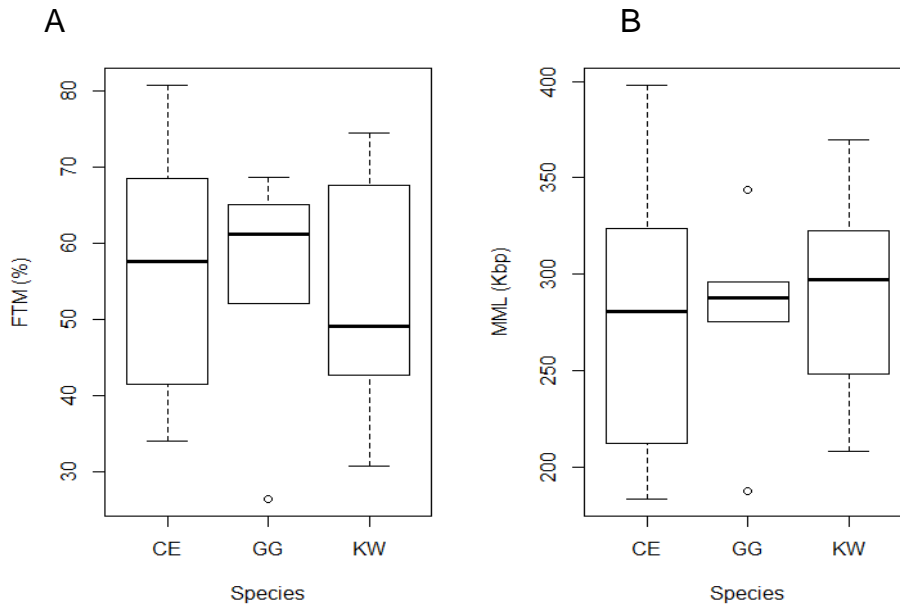 A
FTM (%)
80
70
60
50
40
30
CE GG KW
Species
B
MML (Kbp)
400
350
300
250
200
CE GG KW
Species